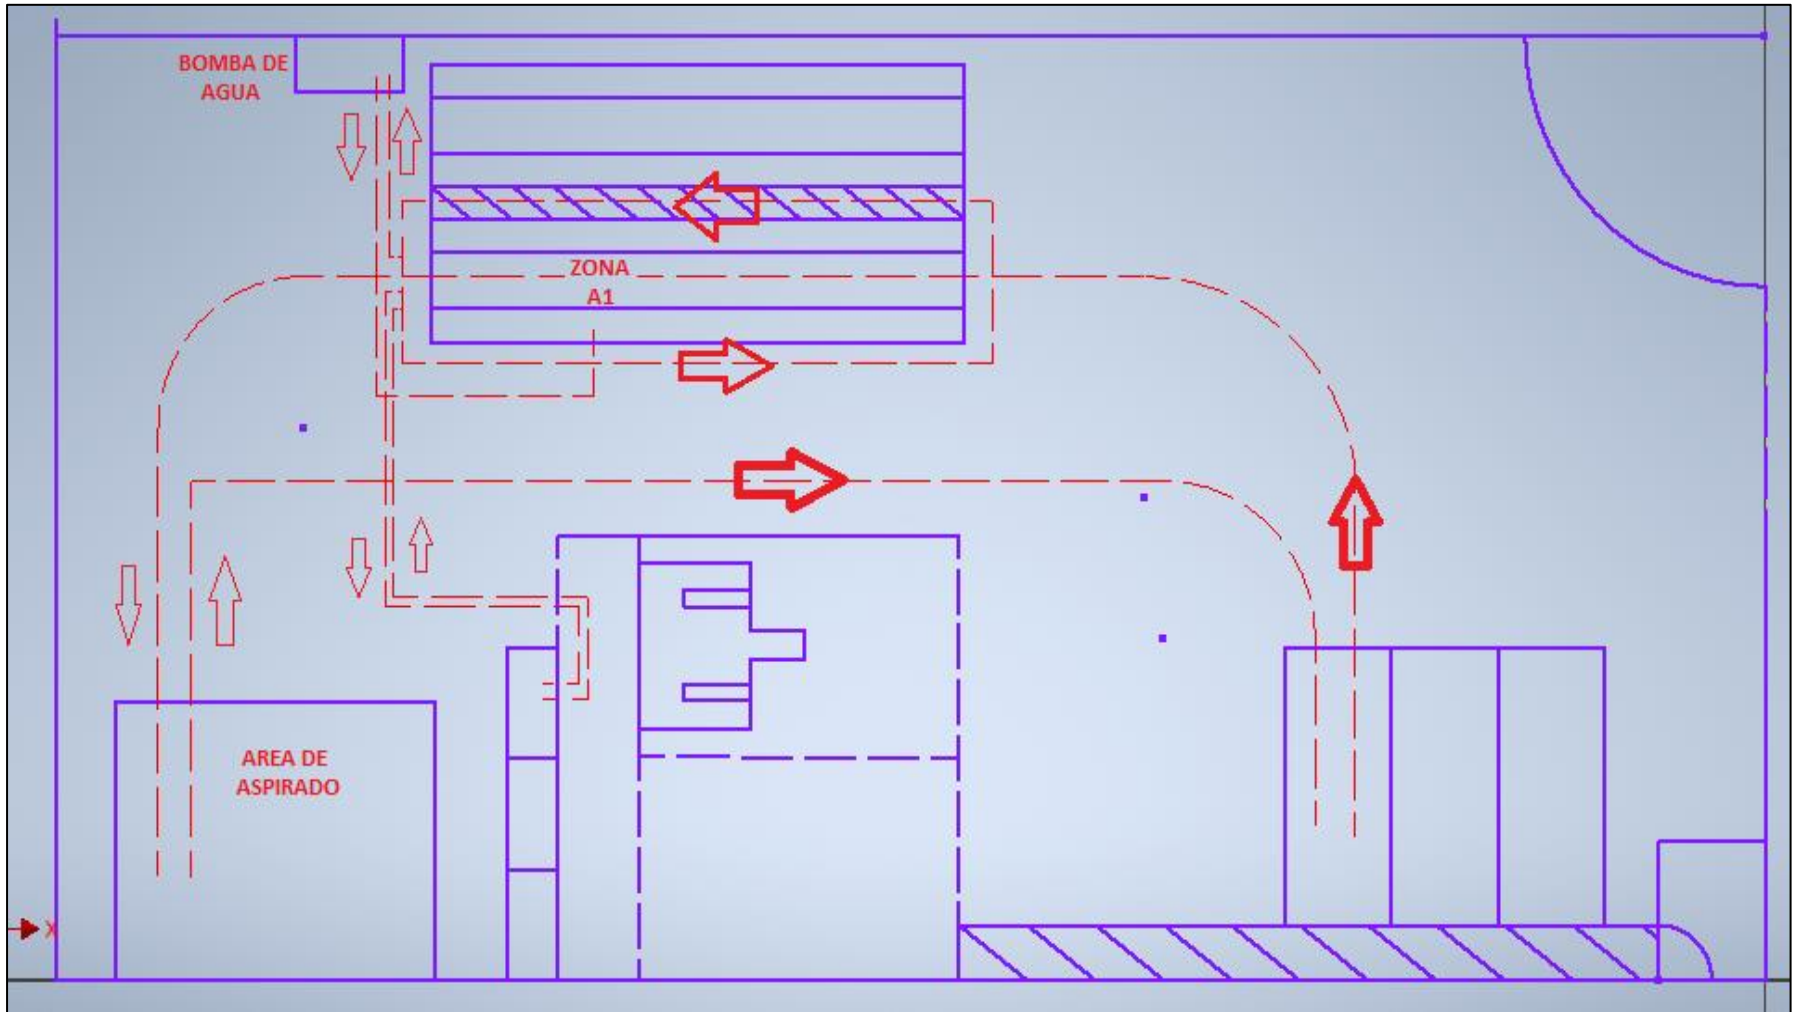 BOMBA DE
AGUA
ZONA
A1
AREA DE
ASPIRADO
X